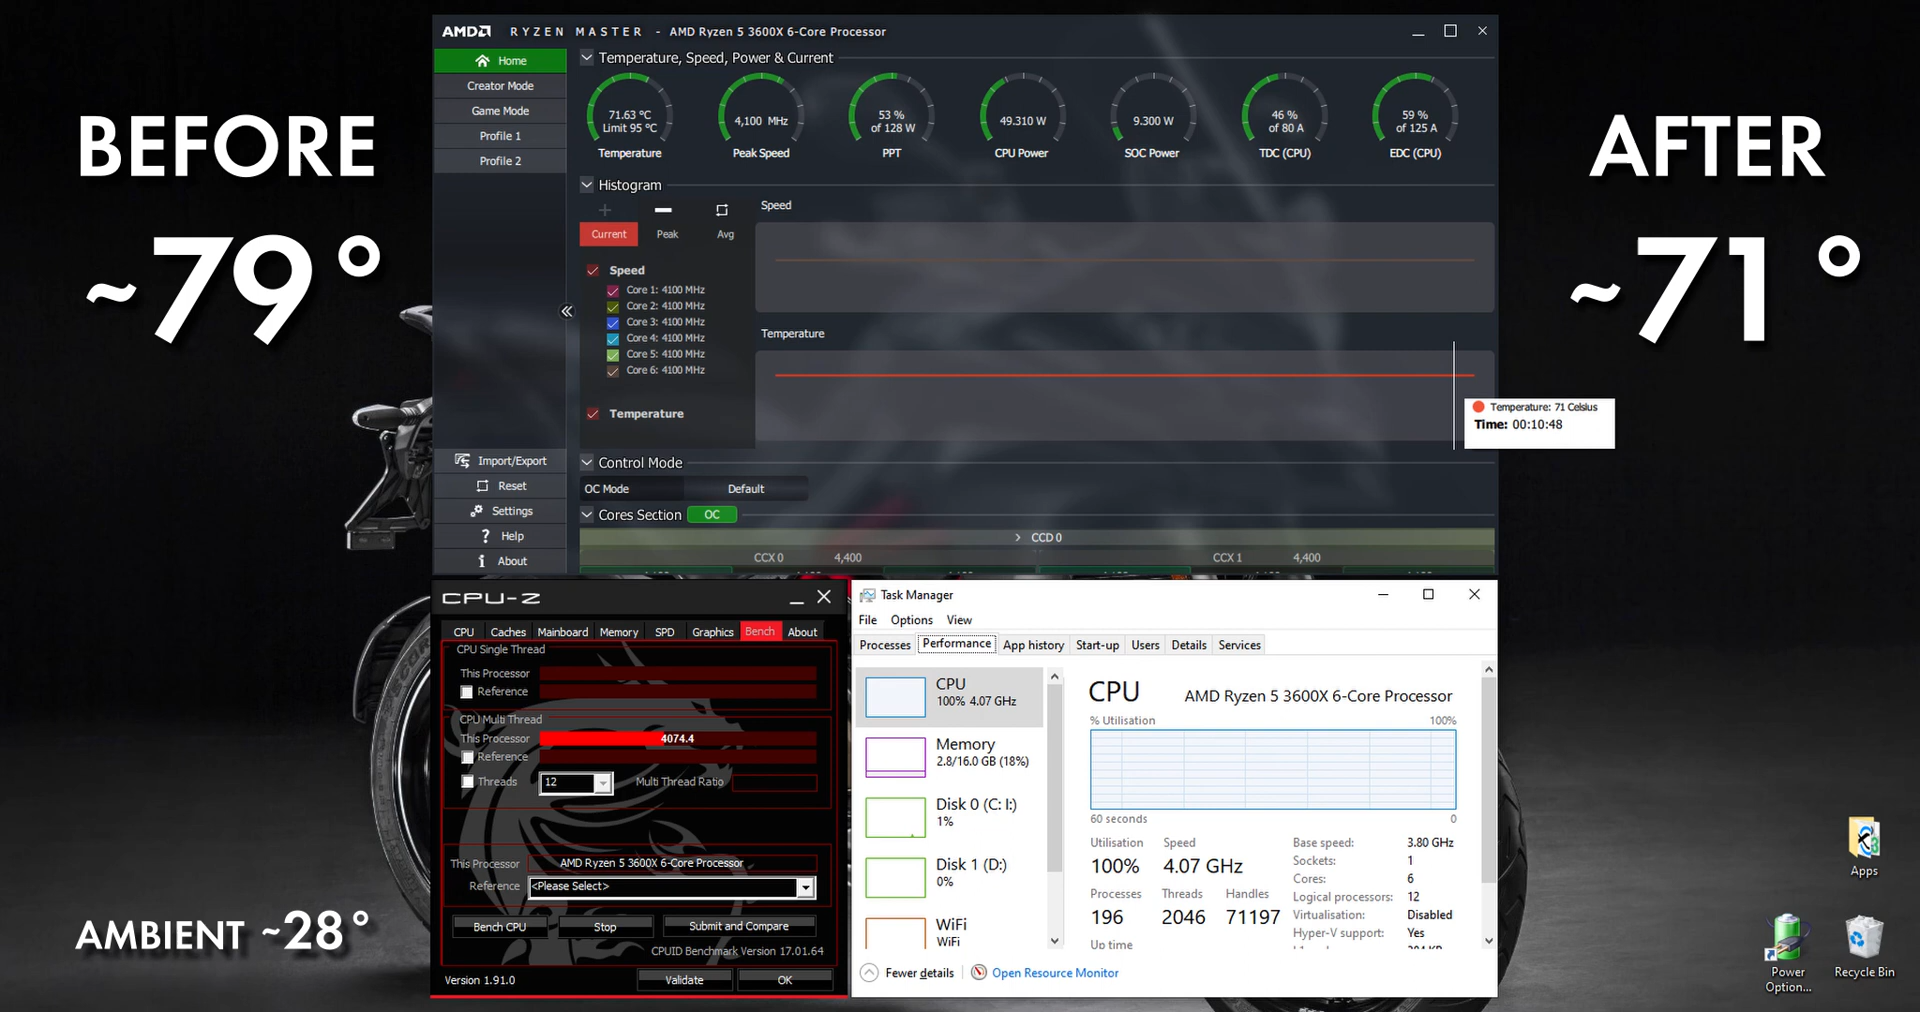 BEFORE
~79°
AMBIENT ~28°
AFTER
~71°
AMD RYZEN MASTER - AMD Ryzen 5 3600X 6-Core Processor
Home
Creator Mode
Game Mode
Profile 1
Profile 2
Import/Export
Reset
Settings
Help
About
Temperature, Speed, Power & Current
71.63 °C
Limit 95 °C
Temperature
4,100 MHz
Peak Speed
53 %
of 128 W
PPT
49.310 W
CPU Power
9.300 W
SOC Power
46 %
of 80 A
TDC (CPU)
59 %
of 125 A
EDC (CPU)
Histogram
Current Peak Avg
Speed
Core 1: 4100 MHz
Core 2: 4100 MHz
Core 3: 4100 MHz
Core 4: 4100 MHz
Core 5: 4100 MHz
Core 6: 4100 MHz
Temperature
Speed
Temperature
Temperature: 71 Celsius
Time: 00:10:48
Control Mode
OC Mode Default
Cores Section OC
CCD 0
CCX 0 4,400 CCX 1 4,400
CPU-Z
CPU Caches Mainboard Memory SPD Graphics Bench About
CPU Single Thread
This Processor
Reference
CPU Multi Thread
This Processor 4074.4
Reference
Threads 12 Multi Thread Ratio
This Processor AMD Ryzen 5 3600X 6-Core Processor
Reference <Please Select>
Bench CPU Stop Submit and Compare
CPUID Benchmark Version 17.01.64
Version 1.91.0 Validate OK
Task Manager
File Options View
Processes Performance App history Start-up Users Details Services
CPU
100% 4.07 GHz
Memory
2.8/16.0 GB (18%)
Disk 0 (C: I:)
1%
Disk 1 (D:)
0%
WiFi
WiFi
CPU AMD Ryzen 5 3600X 6-Core Processor
% Utilisation 100%
60 seconds 0
Utilisation Speed
100% 4.07 GHz
Processes Threads Handles
196 2046 71197
Up time
Base speed: 3.80 GHz
Sockets: 1
Cores: 6
Logical processors: 12
Virtualisation: Disabled
Hyper-V support: Yes
Fewer details Open Resource Monitor
Apps
Power
Option...
Recycle Bin